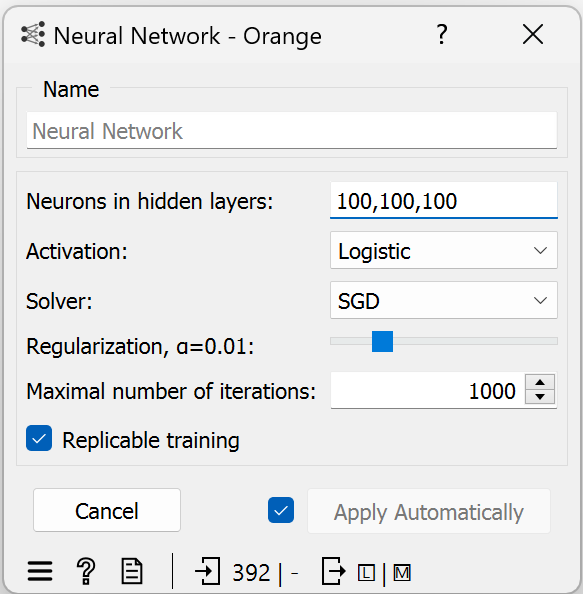 Neural Network - Orange ?
Name
Neural Network
Neurons in hidden layers: 100,100,100
Activation: Logistic
Solver: SGD
Regularization, α=0.01:
Maximal number of iterations: 1000
Replicable training
Cancel Apply Automatically
? 392 | - L | M